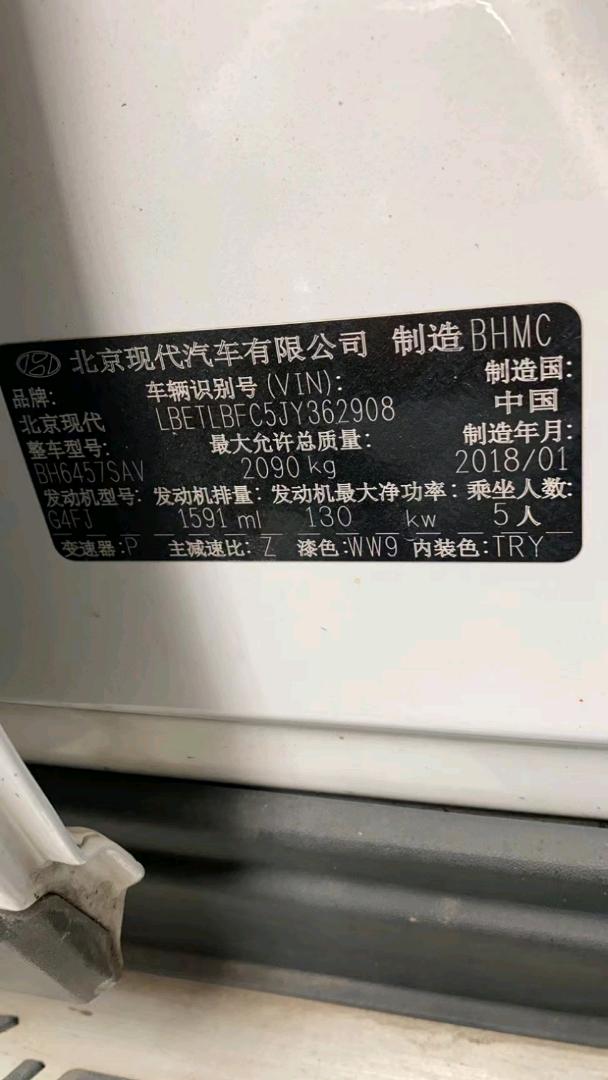 北京现代汽车有限公司 制造 BHMC
品牌: 车辆识别号 (VIN): 制造国:
北京现代 LBETLBFC5JY362908 中国
整车型号: 最大允许总质量: 制造年月:
BH6457SAV 2090 kg 2018/01
发动机型号: 发动机排量: 发动机最大净功率: 乘坐人数:
G4FJ 1591 ml 130 kw 5人
变速器:P 主减速比: Z 漆色:WW9 内装色:TRY